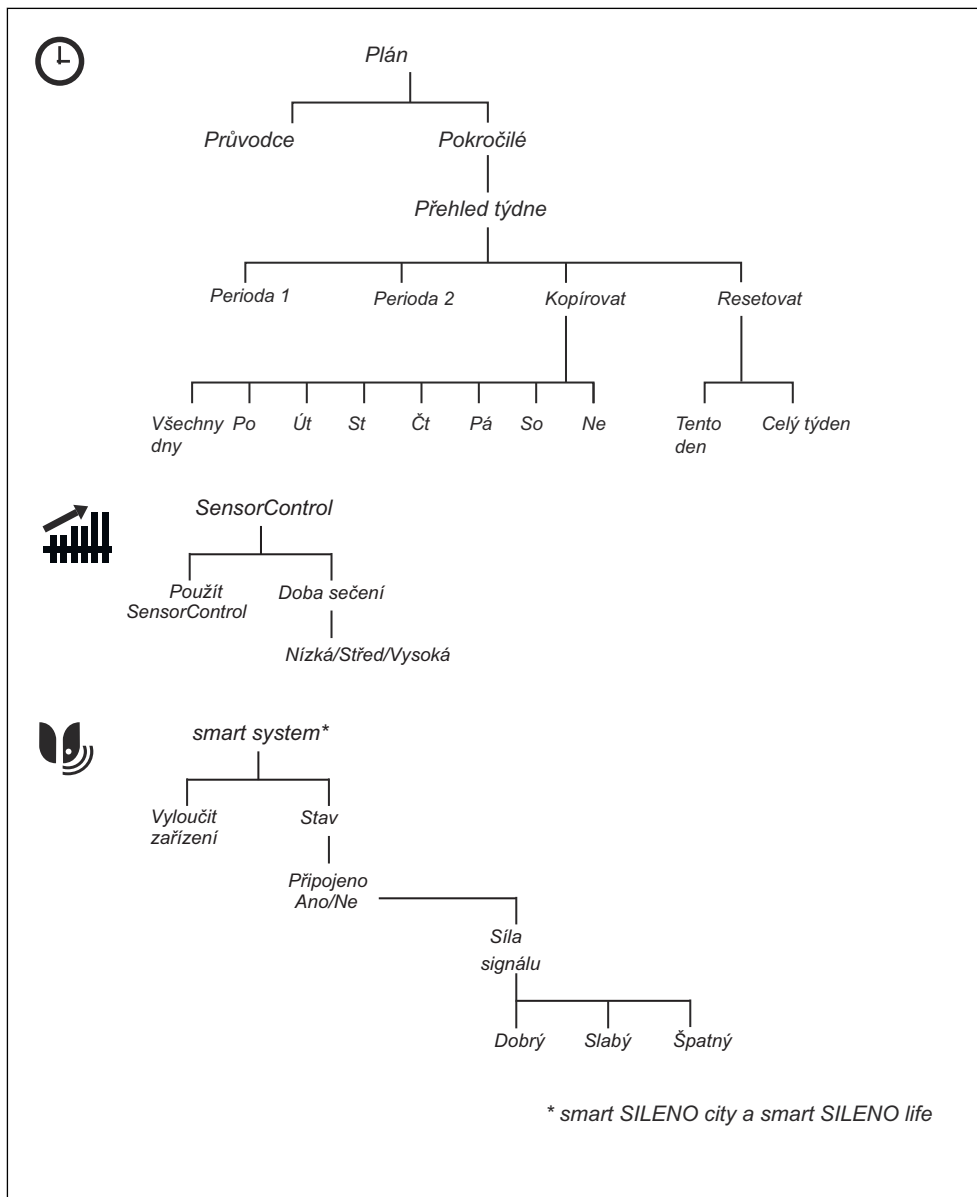 Plán
Průvodce Pokročilé
Přehled týdne
Perioda 1 Perioda 2 Kopírovat Resetovat
Všechny dny Po Út St Čt Pá So Ne Tento den Celý týden
SensorControl
Použít SensorControl Doba sečení
Nízká/Střed/Vysoká
smart system*
Vyloučit zařízení Stav
Připojeno
Ano/Ne
Síla
signálu
Dobrý Slabý Špatný
* smart SILENO city a smart SILENO life